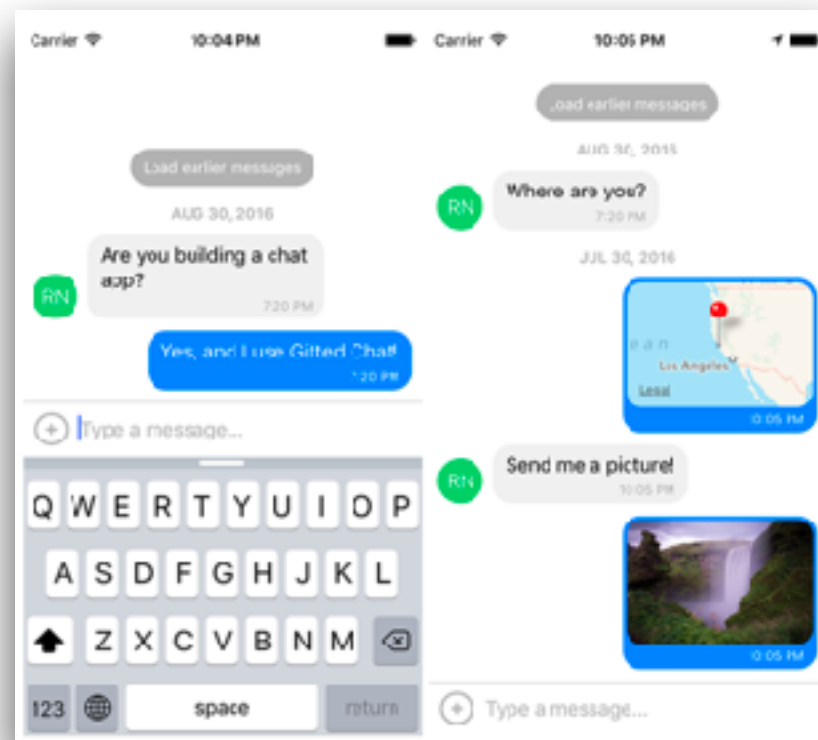 Carrier
10:04 PM
Load earlier messages
AUG 30, 2016
Are you building a chat
app?
RN
7:20 PM
Yes, and I use Gifted Chat!
7:20 PM
+
Type a message...
Q W E R T Y U I O P
A S D F G H J K L
Z X C V B N M
123
space
return
Carrier
10:05 PM
Load earlier messages
AUG 30, 2016
Where are you?
RN
7:20 PM
JUL 30, 2016
Los Angeles
Legal
10:05 PM
Send me a picture!
RN
10:05 PM
10:05 PM
+
Type a message...